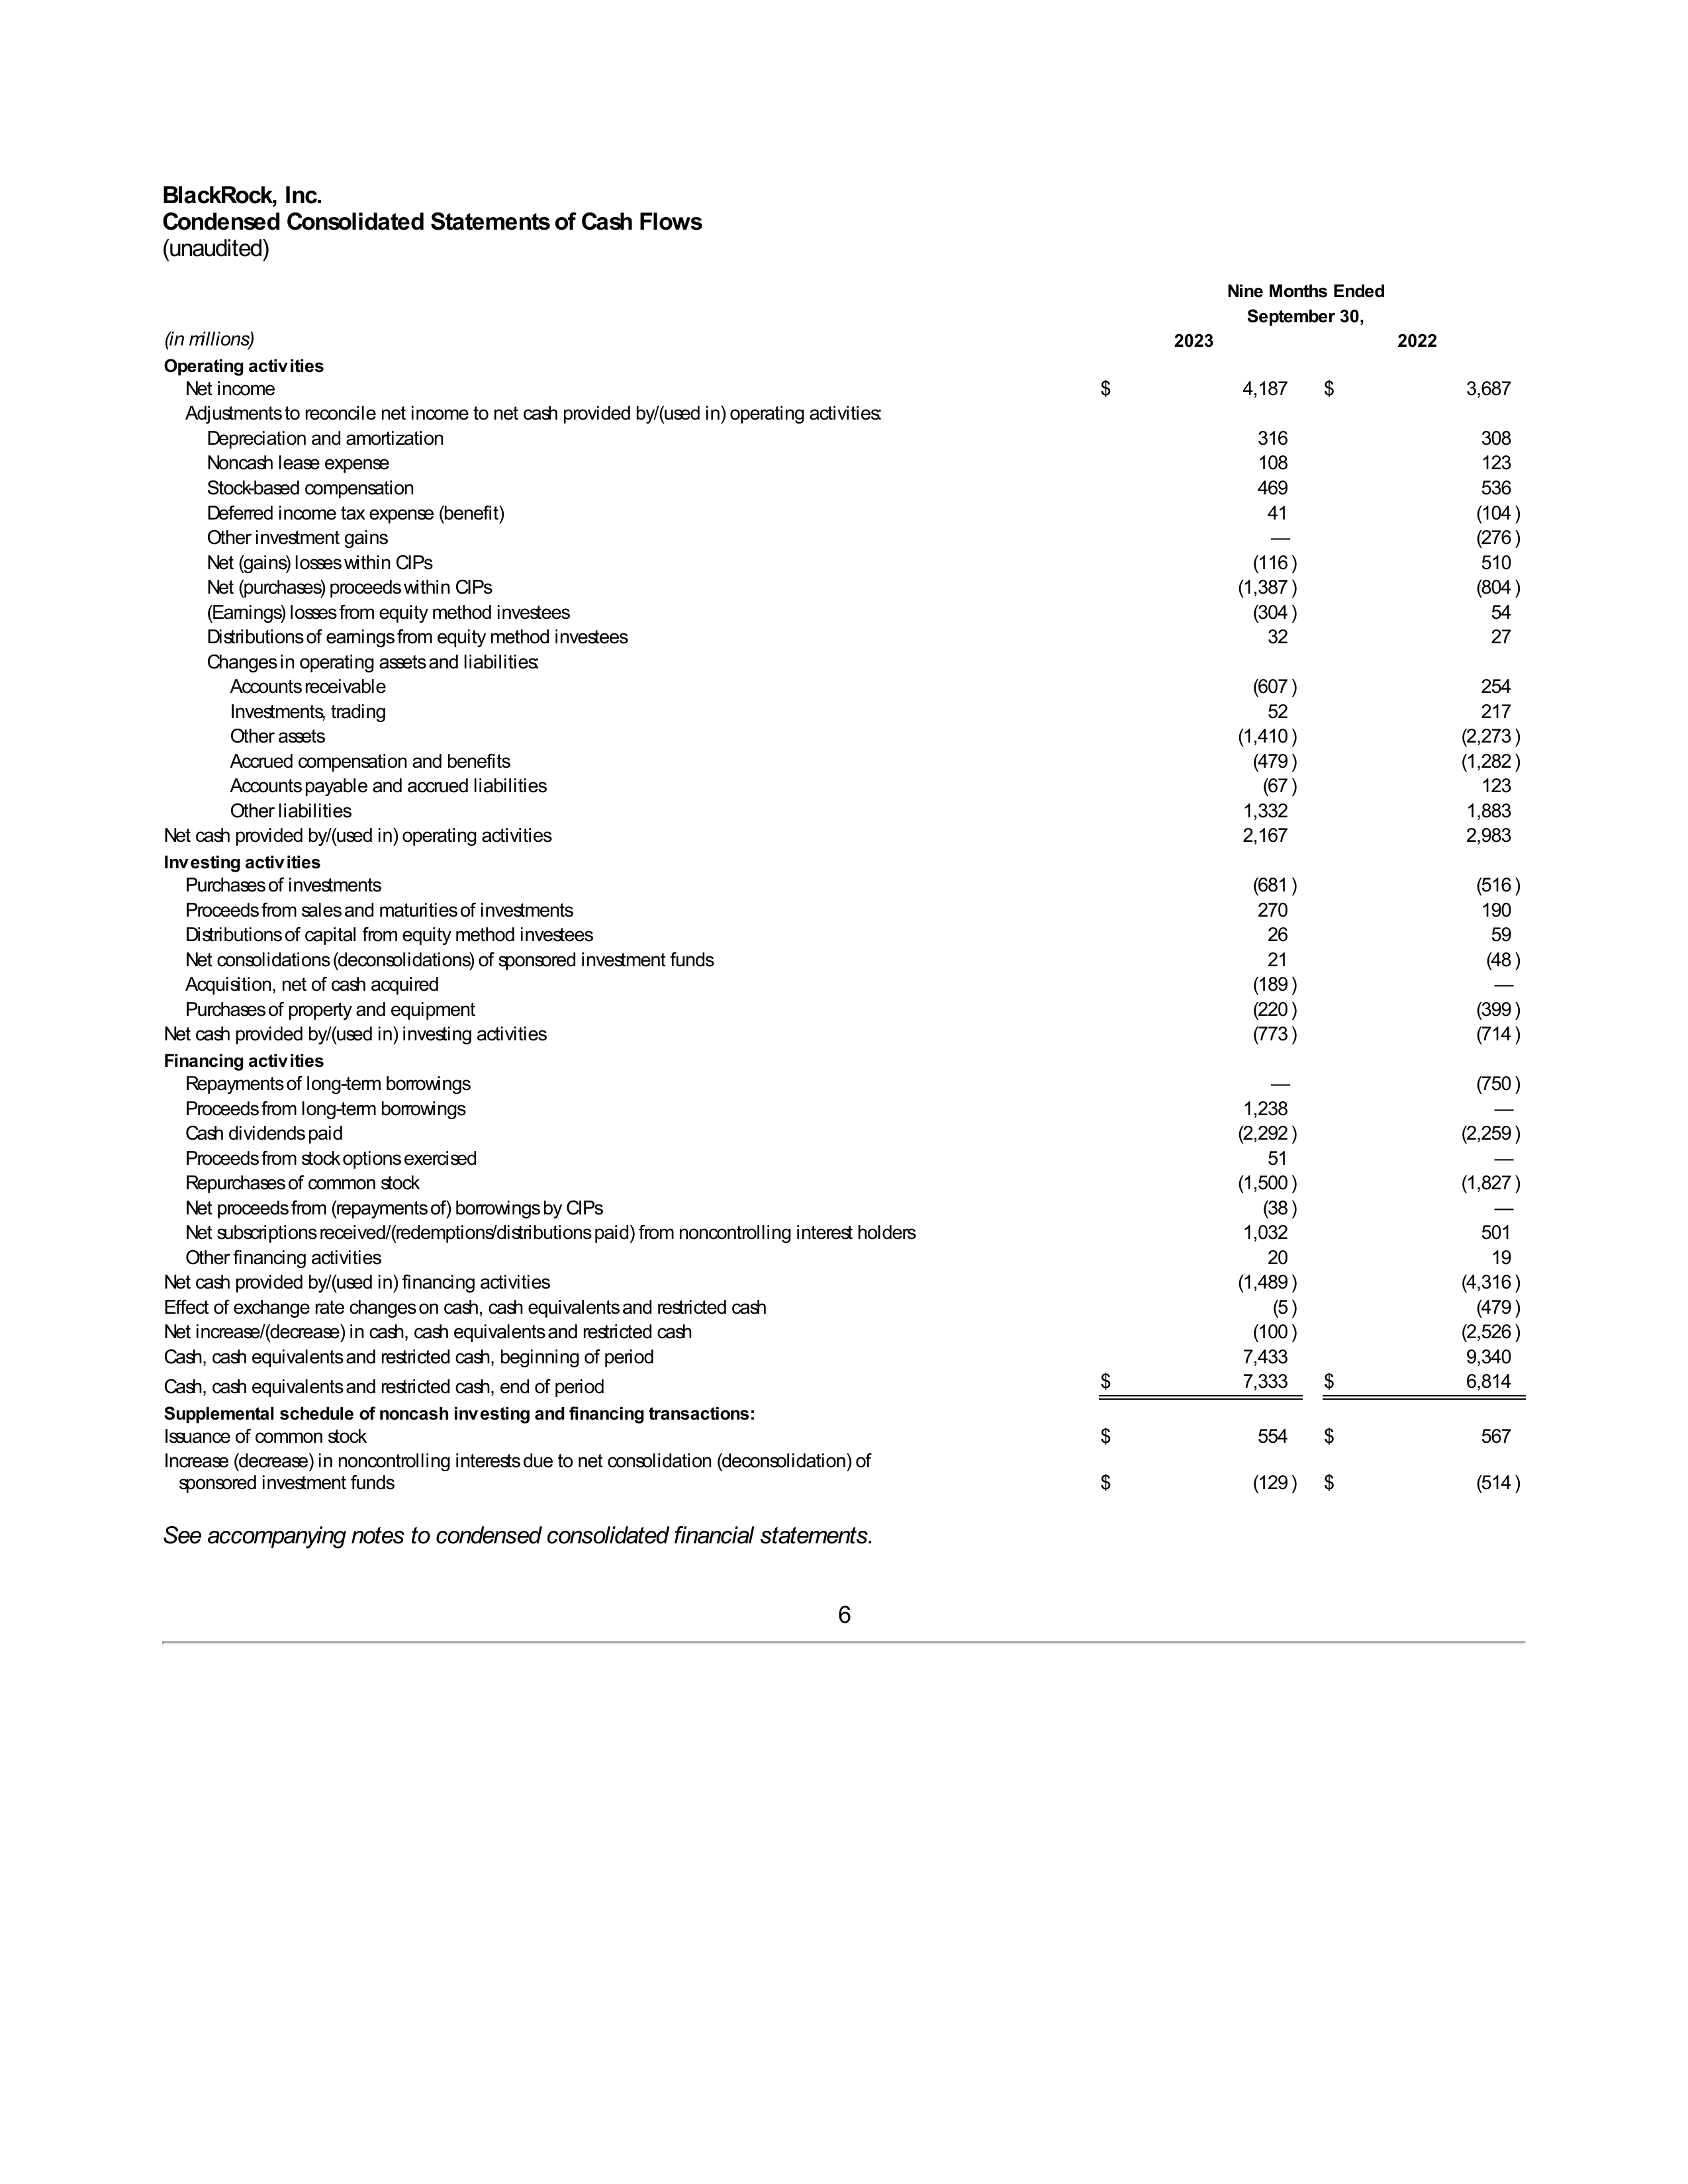 BlackRock, Inc.
Condensed Consolidated Statements of Cash Flows
(unaudited)
Nine Months Ended
September 30,
(in millions) 2023 2022
Operating activities
Net income $ 4,187 $ 3,687
Adjustments to reconcile net income to net cash provided by/(used in) operating activities:
Depreciation and amortization 316 308
Noncash lease expense 108 123
Stock-based compensation 469 536
Deferred income tax expense (benefit) 41 (104)
Other investment gains — (276)
Net (gains) losses within CIPs (116) 510
Net (purchases) proceeds within CIPs (1,387) (804)
(Earnings) losses from equity method investees (304) 54
Distributions of earnings from equity method investees 32 27
Changes in operating assets and liabilities:
Accounts receivable (607) 254
Investments, trading 52 217
Other assets (1,410) (2,273)
Accrued compensation and benefits (479) (1,282)
Accounts payable and accrued liabilities (67) 123
Other liabilities 1,332 1,883
Net cash provided by/(used in) operating activities 2,167 2,983
Investing activities
Purchases of investments (681) (516)
Proceeds from sales and maturities of investments 270 190
Distributions of capital from equity method investees 26 59
Net consolidations (deconsolidations) of sponsored investment funds 21 (48)
Acquisition, net of cash acquired (189) —
Purchases of property and equipment (220) (399)
Net cash provided by/(used in) investing activities (773) (714)
Financing activities
Repayments of long-term borrowings — (750)
Proceeds from long-term borrowings 1,238 —
Cash dividends paid (2,292) (2,259)
Proceeds from stock options exercised 51 —
Repurchases of common stock (1,500) (1,827)
Net proceeds from (repayments of) borrowings by CIPs (38) —
Net subscriptions received/(redemptions/distributions paid) from noncontrolling interest holders 1,032 501
Other financing activities 20 19
Net cash provided by/(used in) financing activities (1,489) (4,316)
Effect of exchange rate changes on cash, cash equivalents and restricted cash (5) (479)
Net increase/(decrease) in cash, cash equivalents and restricted cash (100) (2,526)
Cash, cash equivalents and restricted cash, beginning of period 7,433 9,340
Cash, cash equivalents and restricted cash, end of period $ 7,333 $ 6,814
Supplemental schedule of noncash investing and financing transactions:
Issuance of common stock $ 554 $ 567
Increase (decrease) in noncontrolling interests due to net consolidation (deconsolidation) of
sponsored investment funds $ (129) $ (514)
See accompanying notes to condensed consolidated financial statements.
6